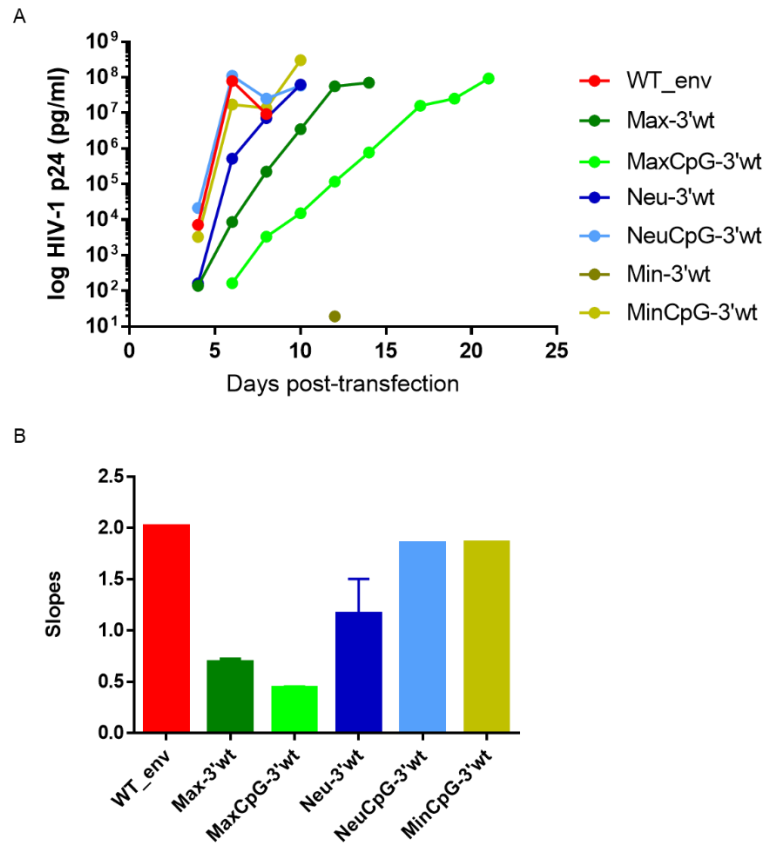 A
log HIV-1 p24 (pg/ml)
10⁹
10⁸
10⁷
10⁶
10⁵
10⁴
10³
10²
10¹
0 5 10 15 20 25
Days post-transfection
WT_env
Max-3'wt
MaxCpG-3'wt
Neu-3'wt
NeuCpG-3'wt
Min-3'wt
MinCpG-3'wt
B
Slopes
2.5
2.0
1.5
1.0
0.5
0.0
WT_env
Max-3'wt
MaxCpG-3'wt
Neu-3'wt
NeuCpG-3'wt
MinCpG-3'wt